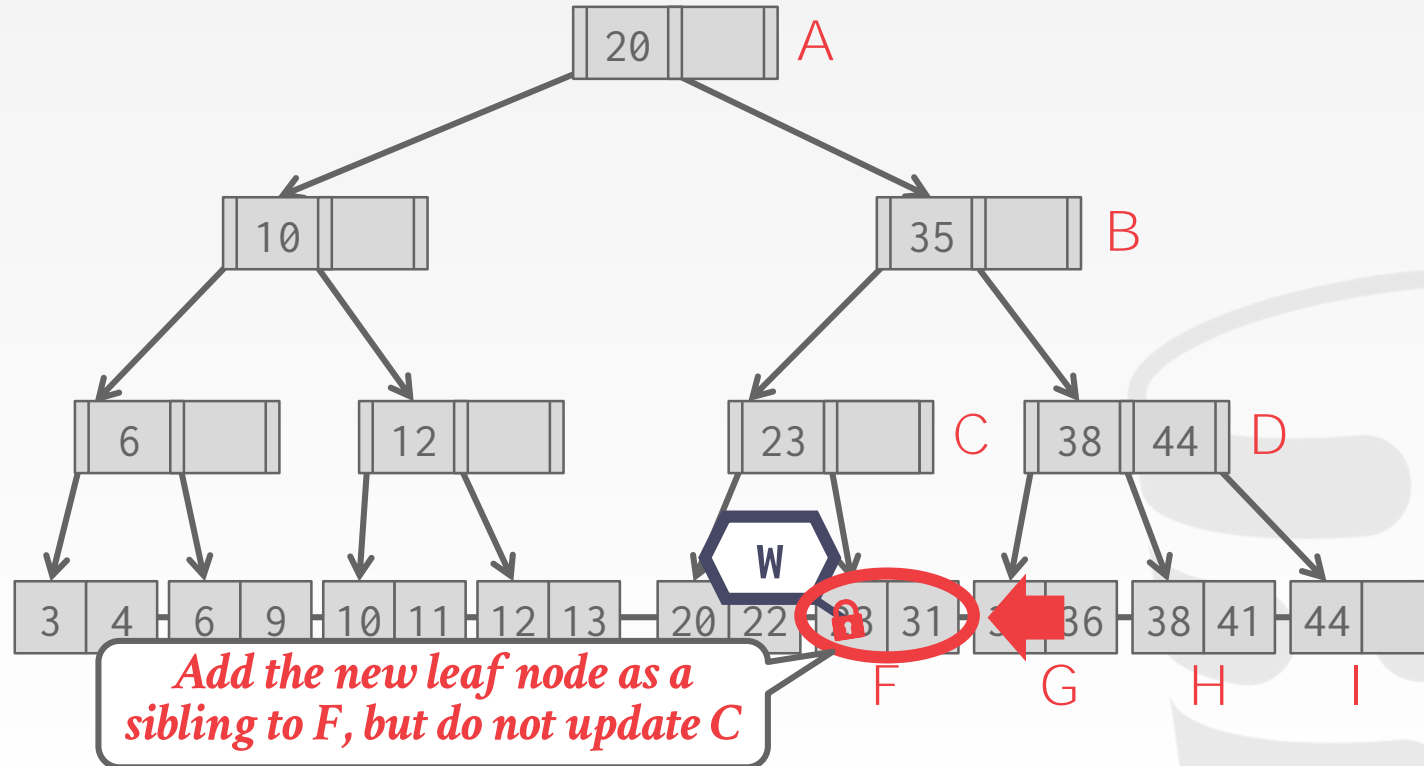 20 A
10 35 B
6 12 23 C 38 44 D
W
3 4 6 9 10 11 12 13 20 22 31 36 38 41 44
F G H I
Add the new leaf node as a
sibling to F, but do not update C